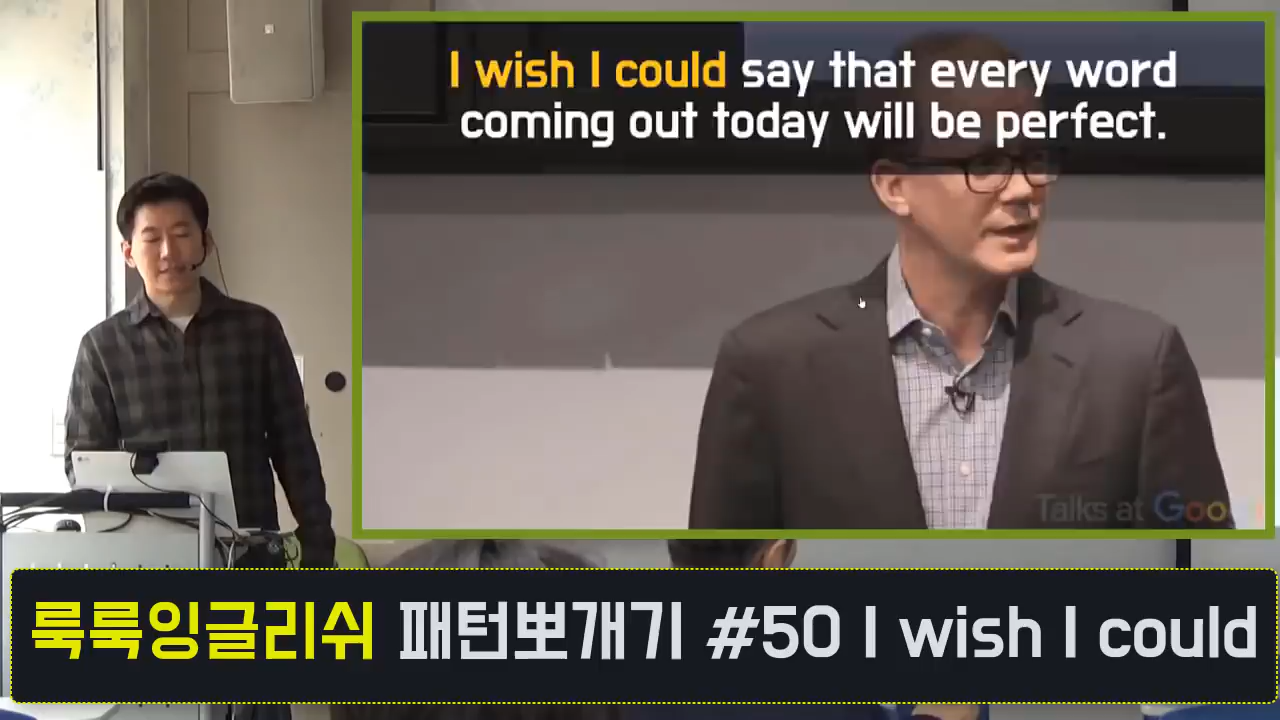 I wish I could say that every word
coming out today will be perfect.
Talks at Google
룩룩잉글리쉬 패턴뽀개기 #50 I wish I could